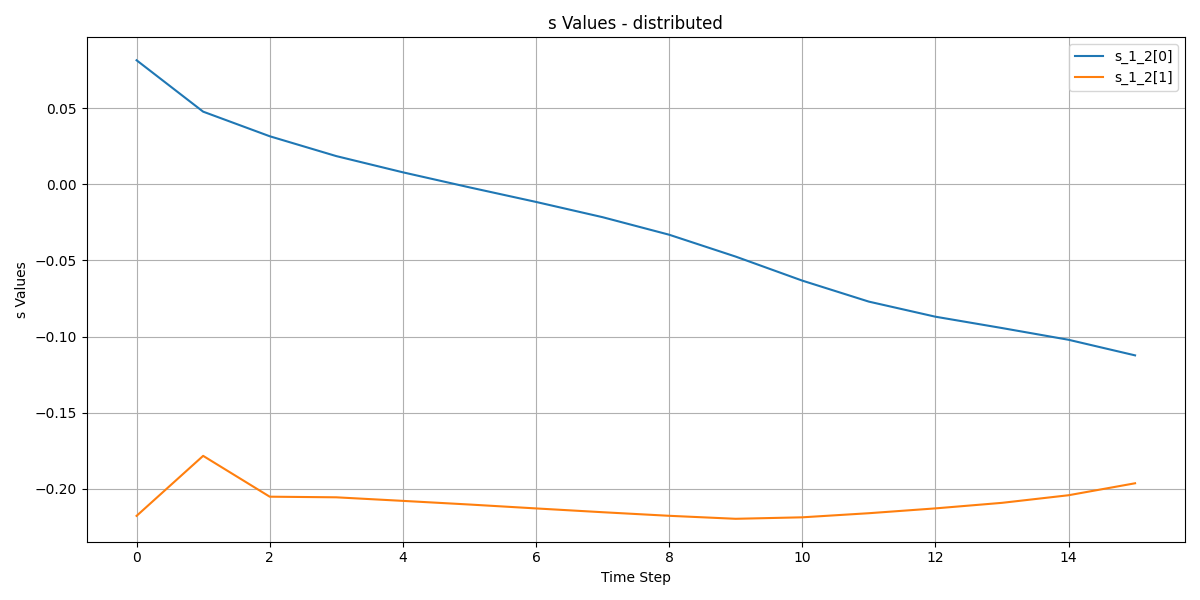 s Values - distributed
s_1_2[0]
s_1_2[1]
s Values
0.05
0.00
−0.05
−0.10
−0.15
−0.20
0 2 4 6 8 10 12 14
Time Step